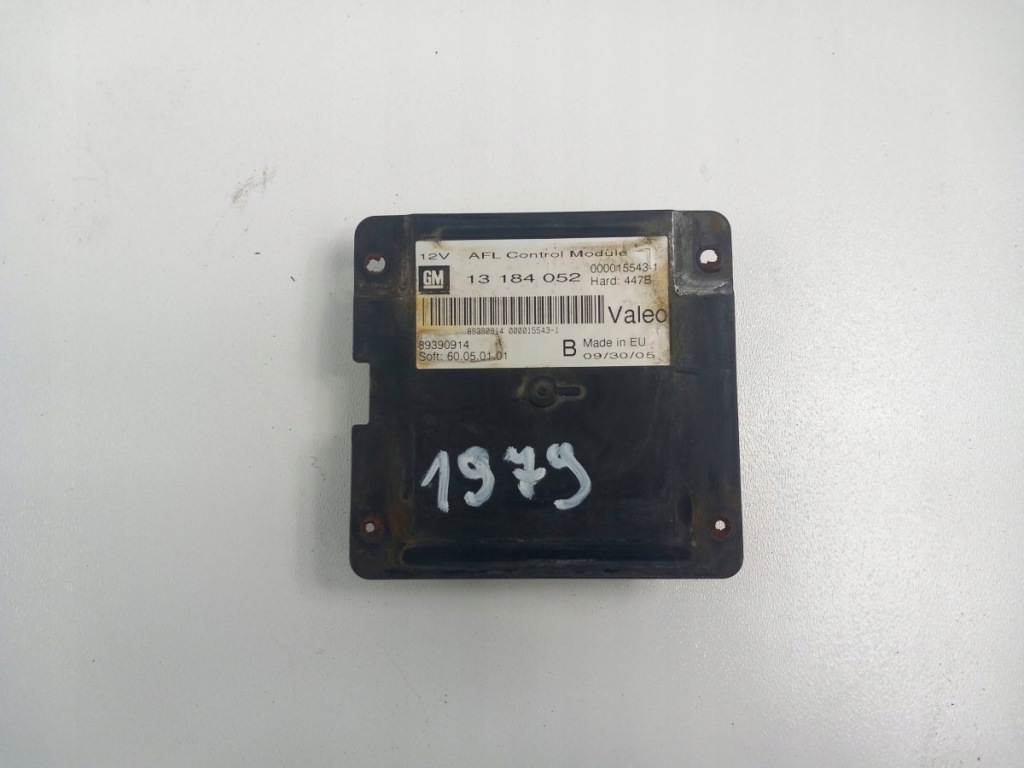 12V AFL Control Module
000015543-1
GM 13 184 052 Hard: 447B
Valeo
89390914 000015543-1
89390914
B Made in EU
Soft: 60.05.01.01
09/30/05
1979